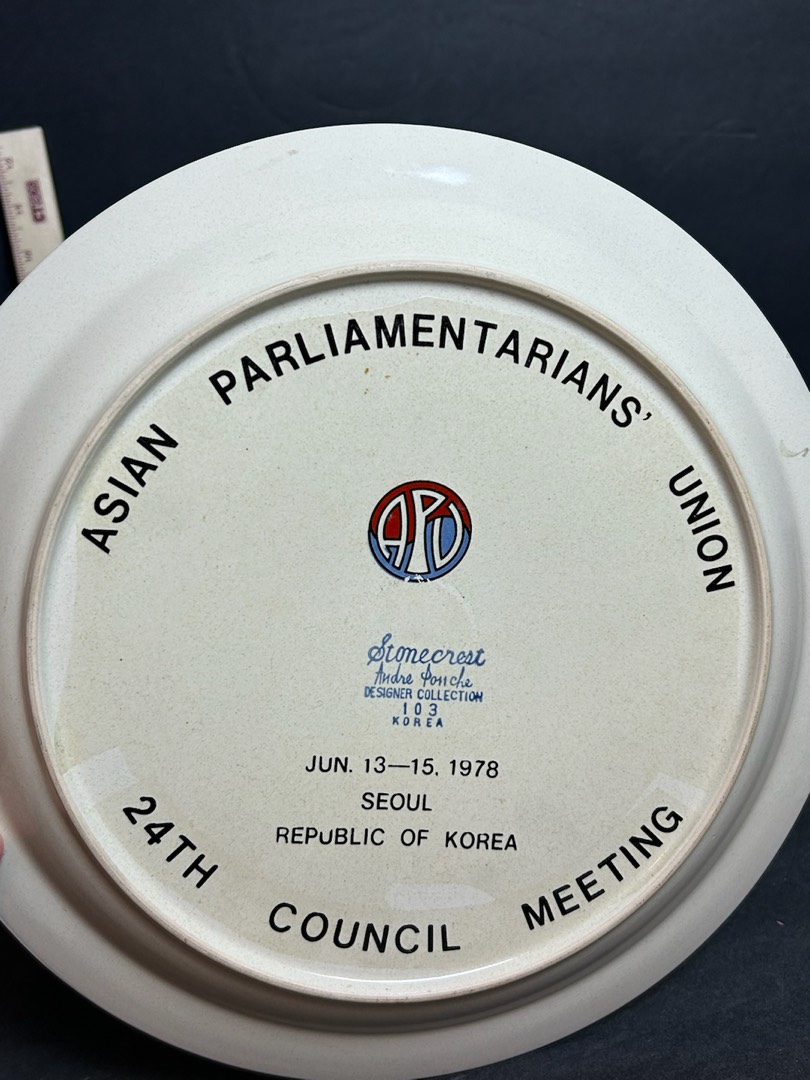 ASIAN PARLIAMENTARIANS' UNION
APU
Stonecrest
Andre Ponche
DESIGNER COLLECTION
103
KOREA
JUN. 13—15, 1978
SEOUL
REPUBLIC OF KOREA
24TH COUNCIL MEETING